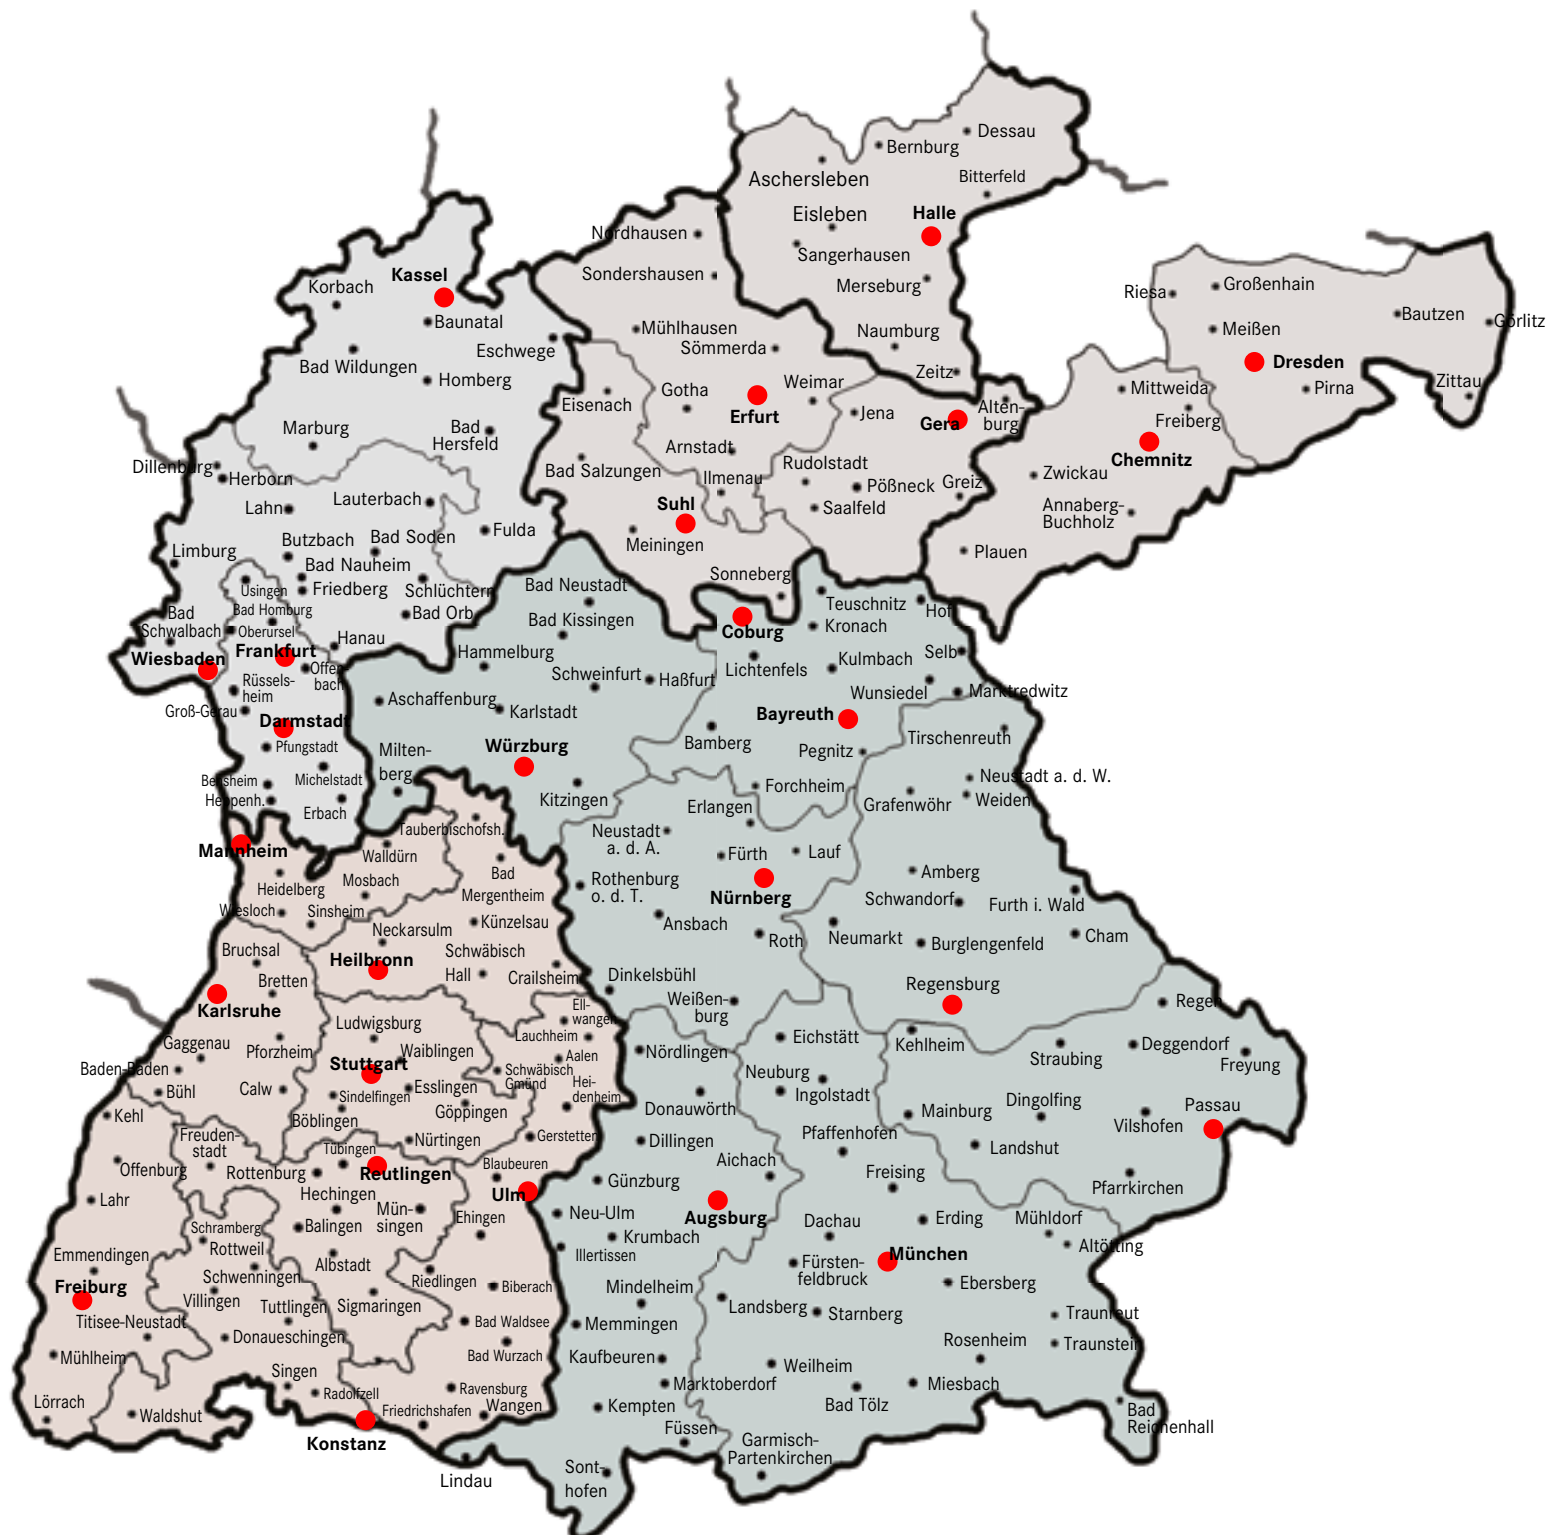 Dessau
Bernburg
Aschersleben
Bitterfeld
Eisleben
Halle
Nordhausen
Sangerhausen
Sondershausen
Merseburg
Kassel
Korbach
Riesa
Großenhain
Bautzen
Görlitz
Baunatal
Mühlhausen
Naumburg
Meißen
Eschwege
Sömmerda
Bad Wildungen
Homberg
Zeitz
Dresden
Gotha
Weimar
Mittweida
Pirna
Zittau
Eisenach
Erfurt
Jena
Gera
Alten-
burg
Freiberg
Marburg
Bad
Hersfeld
Arnstadt
Chemnitz
Dillenburg
Herborn
Bad Salzungen
Rudolstadt
Zwickau
Ilmenau
Pößneck
Greiz
Lauterbach
Lahn
Suhl
Saalfeld
Annaberg-
Buchholz
Fulda
Butzbach
Bad Soden
Meiningen
Limburg
Plauen
Bad Nauheim
Sonneberg
Üsingen
Friedberg
Schlüchtern
Bad Neustadt
Bad Homburg
Bad Orb
Teuschnitz
Hof
Bad
Schwalbach
Oberursel
Hanau
Bad Kissingen
Coburg
Kronach
Wiesbaden
Frankfurt
Offen-
bach
Hammelburg
Lichtenfels
Kulmbach
Selb
Rüssels-
heim
Schweinfurt
Haßfurt
Wunsiedel
Marktredwitz
Aschaffenburg
Karlstadt
Groß-Gerau
Darmstadt
Bayreuth
Pfungstadt
Milten-
berg
Würzburg
Bamberg
Pegnitz
Tirschenreuth
Bensheim
Michelstadt
Neustadt a. d. W.
Heppenh.
Erbach
Kitzingen
Forchheim
Erlangen
Grafenwöhr
Weiden
Tauberbischofsh.
Neustadt
a. d. A.
Mannheim
Walldürn
Fürth
Lauf
Heidelberg
Mosbach
Bad
Mergentheim
Rothenburg
o. d. T.
Nürnberg
Amberg
Schwandorf
Furth i. Wald
Wiesloch
Sinsheim
Künzelsau
Ansbach
Neckarsulm
Roth
Neumarkt
Burglengenfeld
Cham
Bruchsal
Heilbronn
Schwäbisch
Hall
Crailsheim
Dinkelsbühl
Bretten
Regensburg
Karlsruhe
Weißen-
burg
Regen
Ell-
wangen
Ludwigsburg
Lauchheim
Gaggenau
Pforzheim
Waiblingen
Aalen
Nördlingen
Eichstätt
Kehlheim
Straubing
Deggendorf
Freyung
Baden-Baden
Stuttgart
Schwäbisch
Gmünd
Hei-
denheim
Neuburg
Ingolstadt
Bühl
Calw
Sindelfingen
Esslingen
Göppingen
Donauwörth
Mainburg
Dingolfing
Passau
Kehl
Böblingen
Vilshofen
Freuden-
stadt
Nürtingen
Gerstetten
Dillingen
Pfaffenhofen
Landshut
Tübingen
Offenburg
Rottenburg
Reutlingen
Blaubeuren
Aichach
Freising
Günzburg
Pfarrkirchen
Lahr
Hechingen
Ulm
Mün-
singen
Ehingen
Neu-Ulm
Augsburg
Dachau
Erding
Mühldorf
Schramberg
Balingen
Krumbach
Altötting
Emmendingen
Rottweil
Illertissen
Fürsten-
feldbruck
München
Albstadt
Schwenningen
Riedlingen
Biberach
Mindelheim
Ebersberg
Freiburg
Villingen
Tuttlingen
Sigmaringen
Landsberg
Starnberg
Traunreut
Titisee-Neustadt
Bad Waldsee
Memmingen
Donaueschingen
Rosenheim
Traunstein
Mühlheim
Bad Wurzach
Kaufbeuren
Weilheim
Singen
Marktoberdorf
Miesbach
Radolfzell
Ravensburg
Lörrach
Waldshut
Friedrichshafen
Wangen
Kempten
Bad Tölz
Bad
Reichenhall
Konstanz
Füssen
Garmisch-
Partenkirchen
Lindau
Sont-
hofen